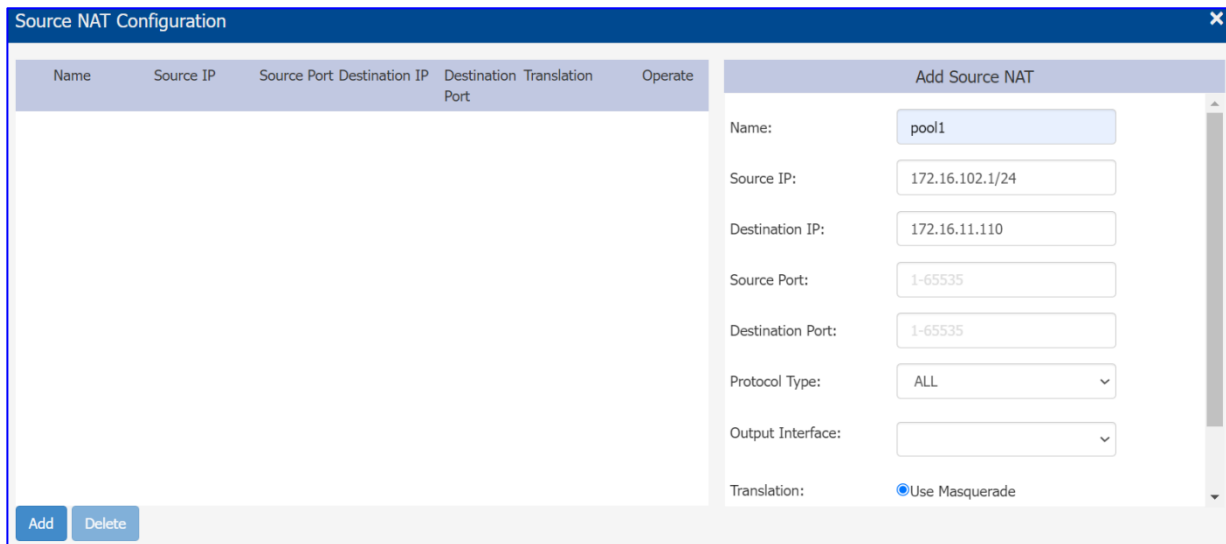 Source NAT Configuration
Name Source IP Source Port Destination IP Destination Port Translation Operate
Add Source NAT
Name: pool1
Source IP: 172.16.102.1/24
Destination IP: 172.16.11.110
Source Port: 1-65535
Destination Port: 1-65535
Protocol Type: ALL
Output Interface:
Translation: Use Masquerade
Add Delete